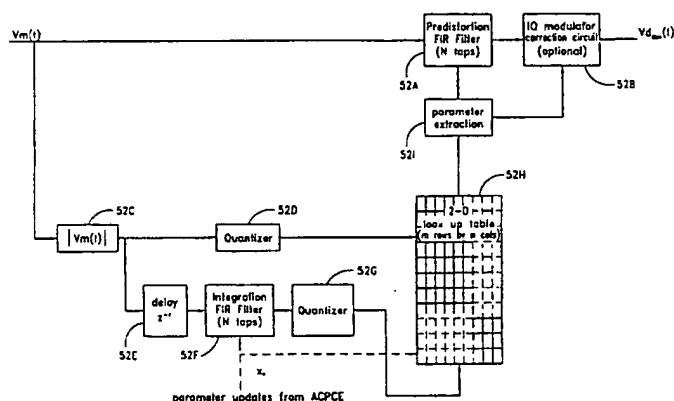 Vm(t)
Predistortion
FIR Filter
(N taps)
52A
IQ modulator
correction circuit
(optional)
52B
parameter
extraction
52I
52H
2-D
look up table
(m rows by n cols)
52C
|Vm(t)|
52D
Quantizer
52G
delay
52E
Integration
FIR Filter
(N taps)
52F
Quantizer
parameter updates from ACPCE